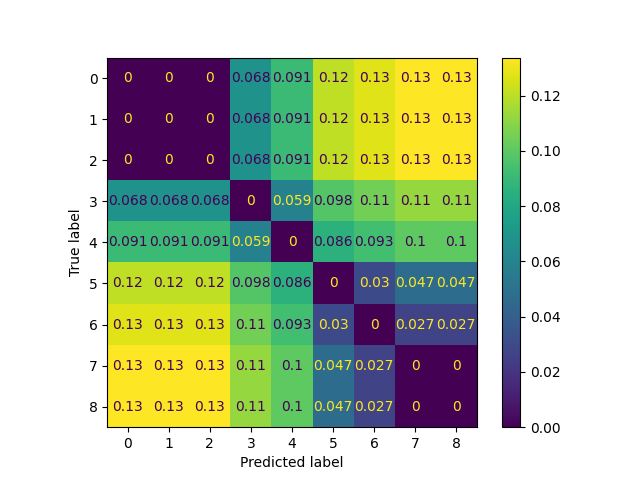 0 0 0 0 0.068 0.091 0.12 0.13 0.13 0.13
1 0 0 0 0.068 0.091 0.12 0.13 0.13 0.13
2 0 0 0 0.068 0.091 0.12 0.13 0.13 0.13
3 0.068 0.068 0.068 0 0.059 0.098 0.11 0.11 0.11
4 0.091 0.091 0.091 0.059 0 0.086 0.093 0.1 0.1
5 0.12 0.12 0.12 0.098 0.086 0 0.03 0.047 0.047
6 0.13 0.13 0.13 0.11 0.093 0.03 0 0.027 0.027
7 0.13 0.13 0.13 0.11 0.1 0.047 0.027 0 0
8 0.13 0.13 0.13 0.11 0.1 0.047 0.027 0 0
0 1 2 3 4 5 6 7 8
True label
Predicted label
0.12
0.10
0.08
0.06
0.04
0.02
0.00